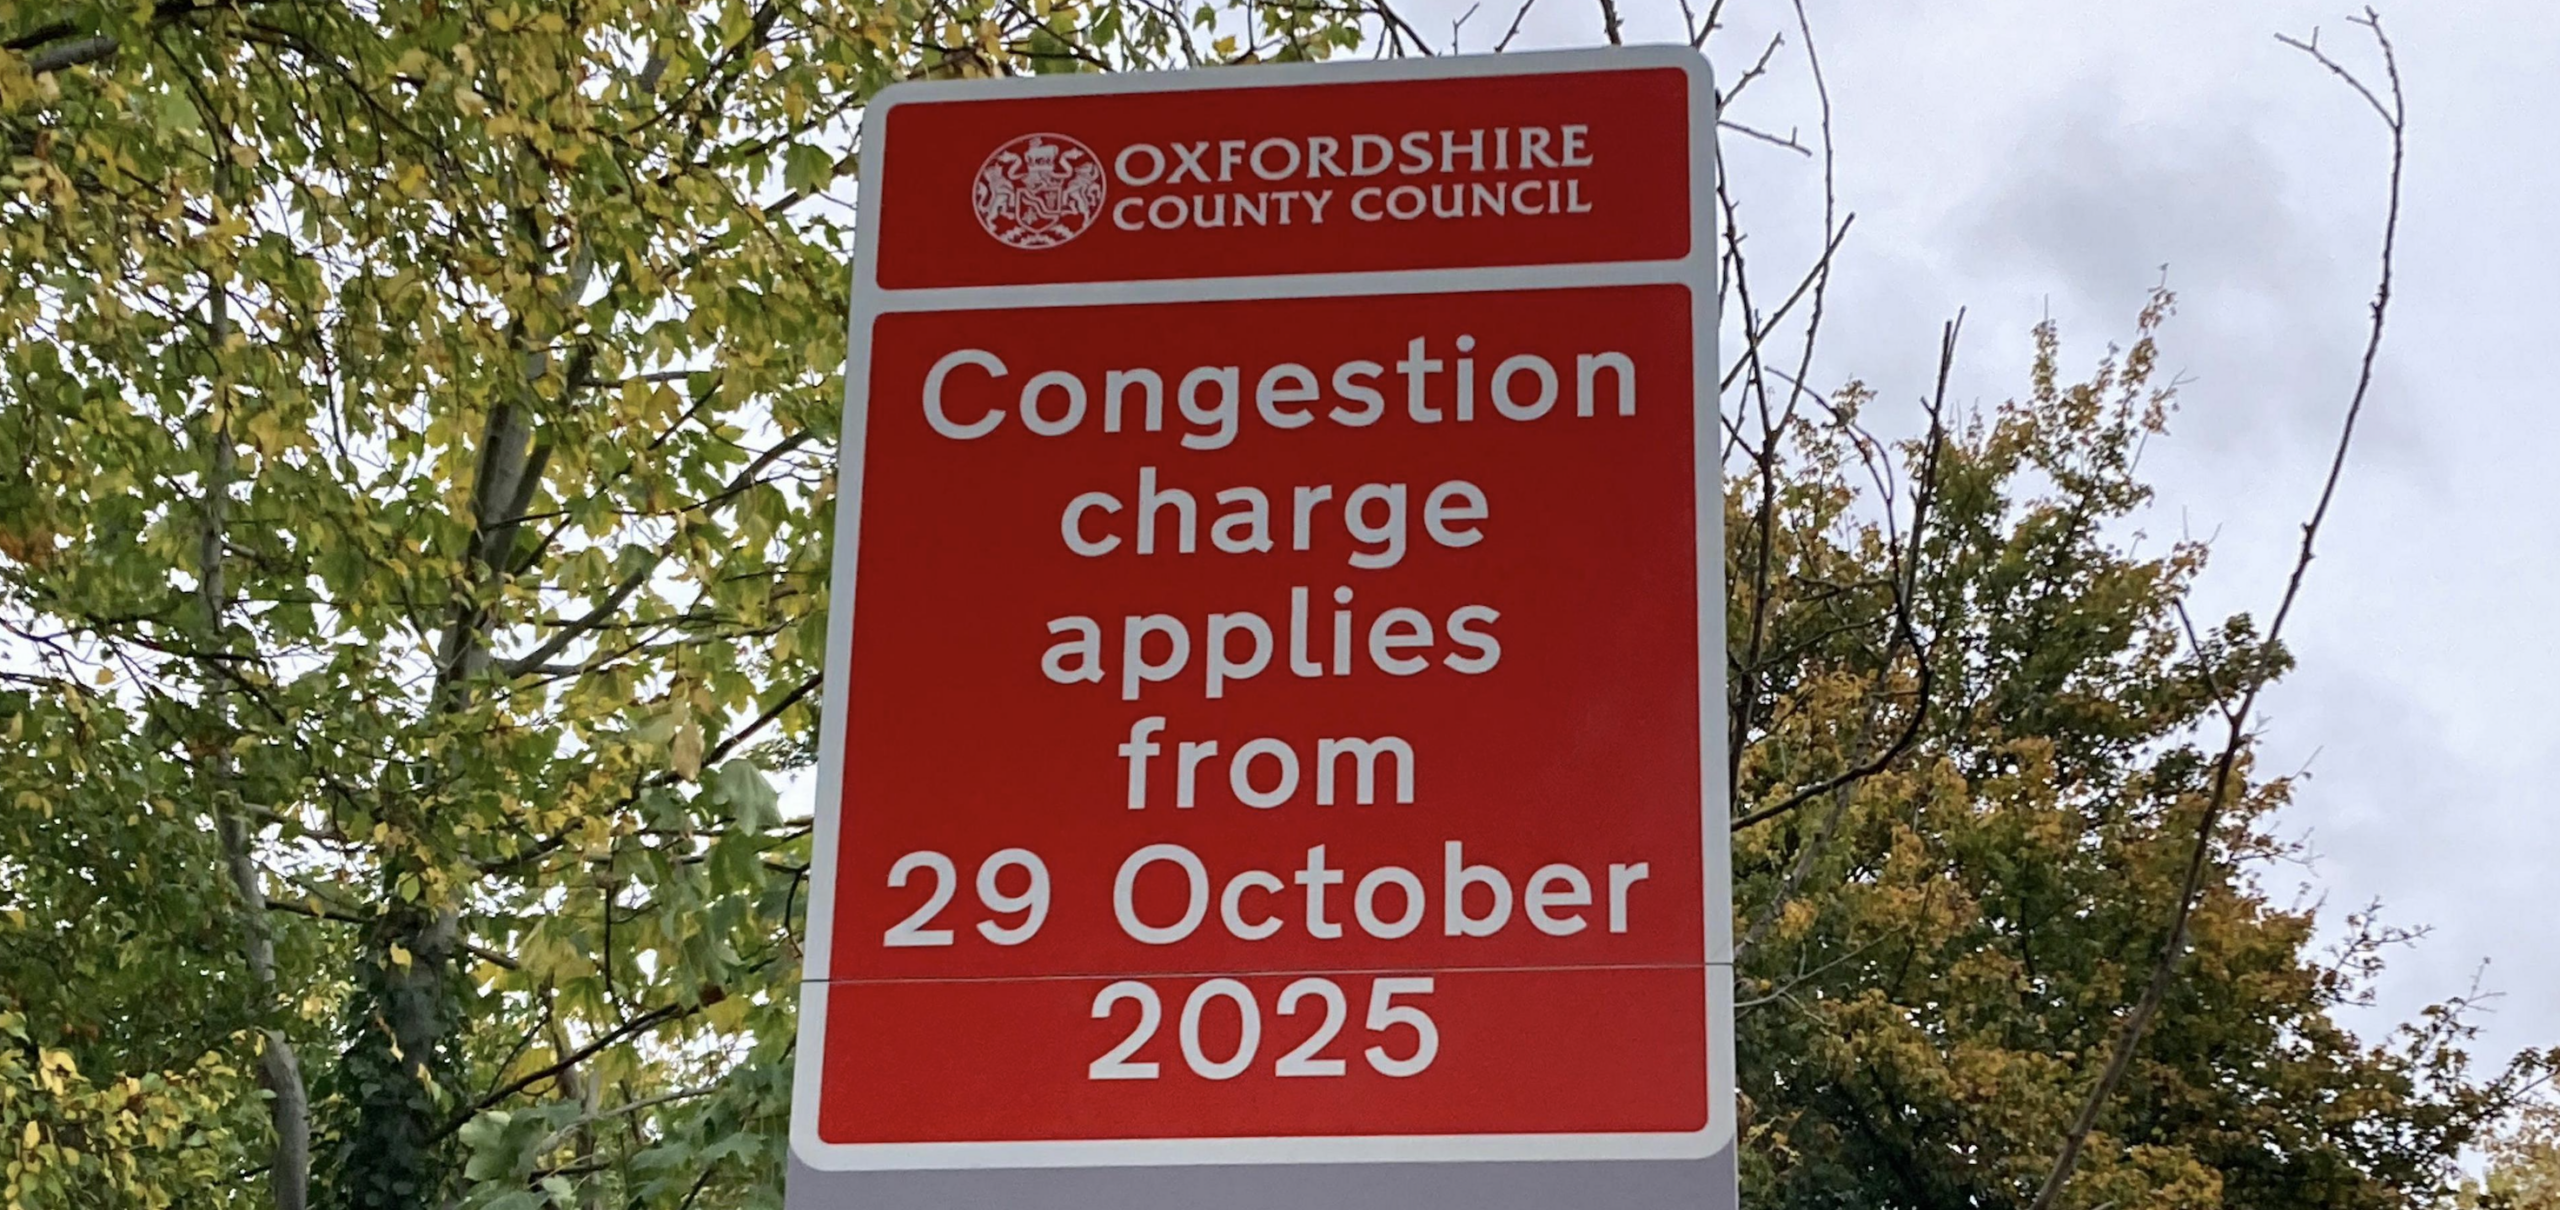 OXFORDSHIRE
COUNTY COUNCIL
Congestion
charge
applies
from
29 October
2025